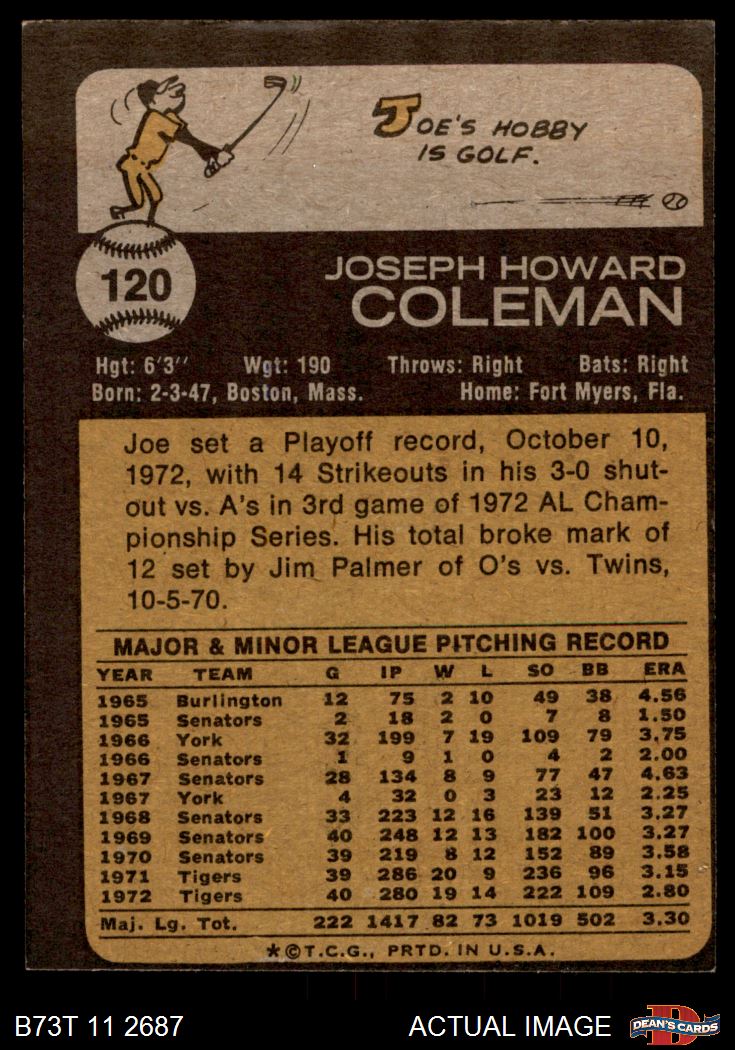 JOE'S HOBBY
IS GOLF.
120
JOSEPH HOWARD
COLEMAN
Hgt: 6'3'' Wgt: 190 Throws: Right Bats: Right
Born: 2-3-47, Boston, Mass. Home: Fort Myers, Fla.
Joe set a Playoff record, October 10,
1972, with 14 Strikeouts in his 3-0 shut-
out vs. A's in 3rd game of 1972 AL Cham-
pionship Series. His total broke mark of
12 set by Jim Palmer of O's vs. Twins,
10-5-70.
MAJOR & MINOR LEAGUE PITCHING RECORD
YEAR TEAM G IP W L SO BB ERA
1965 Burlington 12 75 2 10 49 38 4.56
1965 Senators 2 18 2 0 7 8 1.50
1966 York 32 199 7 19 109 79 3.75
1966 Senators 1 9 1 0 4 2 2.00
1967 Senators 28 134 8 9 77 47 4.63
1967 York 4 32 0 3 23 12 2.25
1968 Senators 33 223 12 16 139 51 3.27
1969 Senators 40 248 12 13 182 100 3.27
1970 Senators 39 219 8 12 152 89 3.58
1971 Tigers 39 286 20 9 236 96 3.15
1972 Tigers 40 280 19 14 222 109 2.80
Maj. Lg. Tot. 222 1417 82 73 1019 502 3.30
*©T.C.G., PRTD. IN U.S.A.
B73T 11 2687 ACTUAL IMAGE D DEAN'S CARDS